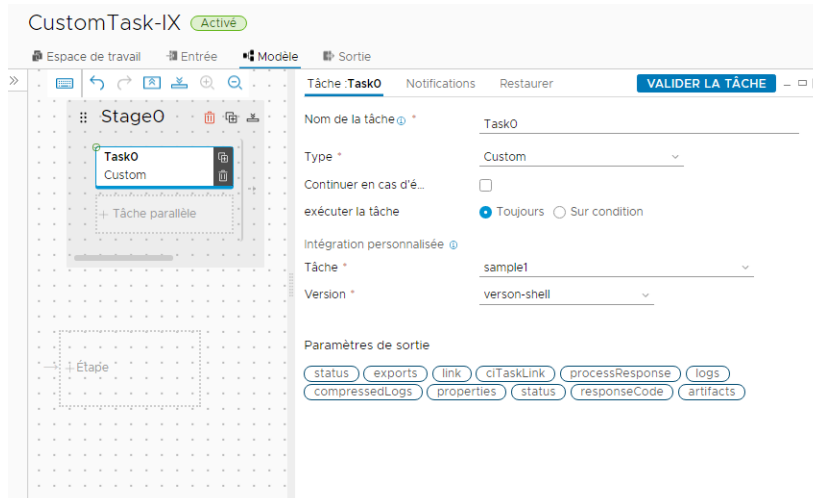 CustomTask-IX Activé
Espace de travail Entrée Modèle Sortie
Stage0
Task0
Custom
+ Tâche parallèle
+ Étape
Tâche :Task0 Notifications Restaurer VALIDER LA TÂCHE
Nom de la tâche * Task0
Type * Custom
Continuer en cas d'é...
exécuter la tâche Toujours Sur condition
Intégration personnalisée
Tâche * sample1
Version * verson-shell
Paramètres de sortie
status exports link ciTaskLink processResponse logs
compressedLogs properties status responseCode artifacts